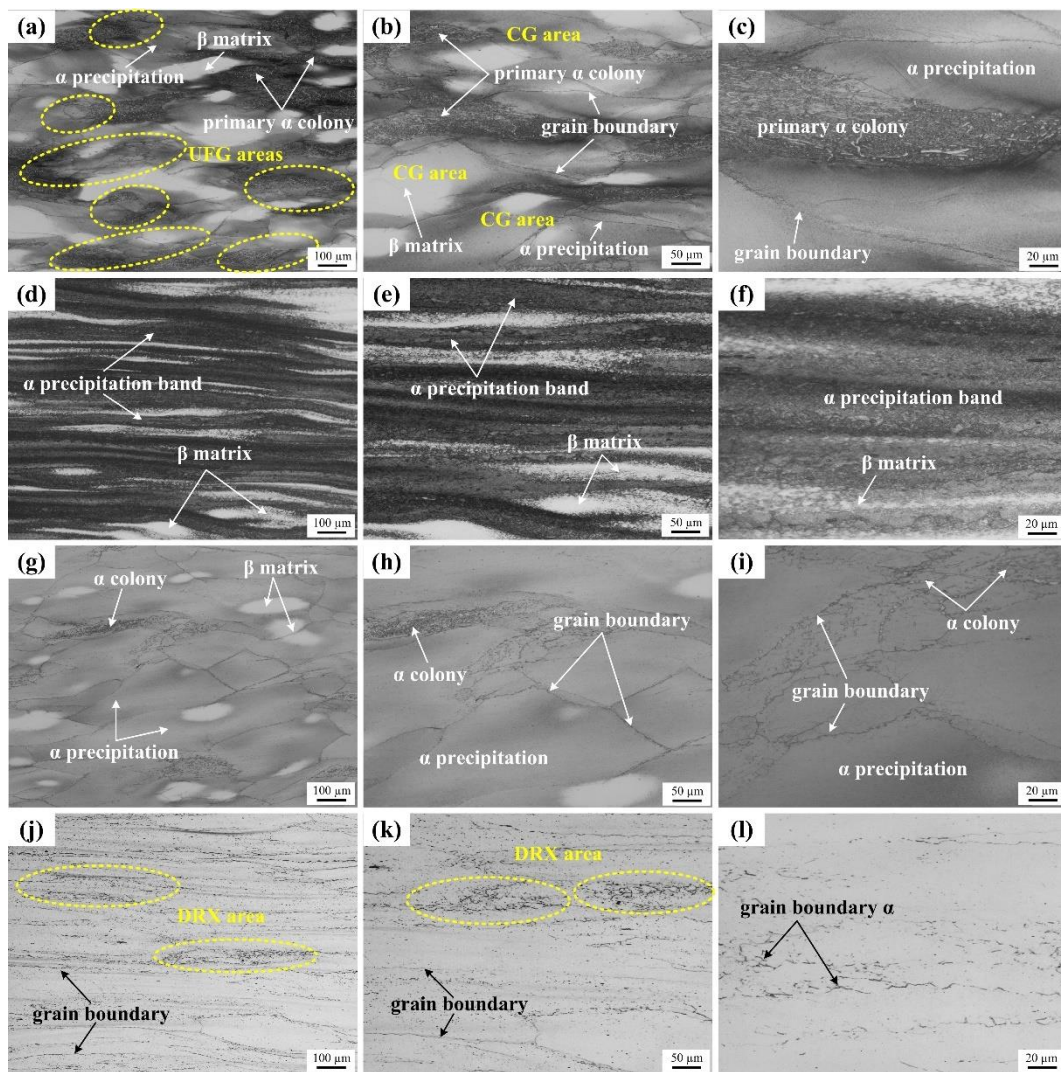 (a)
β matrix
α precipitation
primary α colony
UFG areas
100 μm
(b)
CG area
primary α colony
grain boundary
CG area
CG area
β matrix
α precipitation
50 μm
(c)
α precipitation
primary α colony
grain boundary
20 μm
(d)
α precipitation band
β matrix
100 μm
(e)
α precipitation band
β matrix
50 μm
(f)
α precipitation band
β matrix
20 μm
(g)
α colony
β matrix
α precipitation
100 μm
(h)
grain boundary
α colony
α precipitation
50 μm
(i)
α colony
grain boundary
α precipitation
20 μm
(j)
DRX area
grain boundary
100 μm
(k)
DRX area
grain boundary
50 μm
(l)
grain boundary α
20 μm